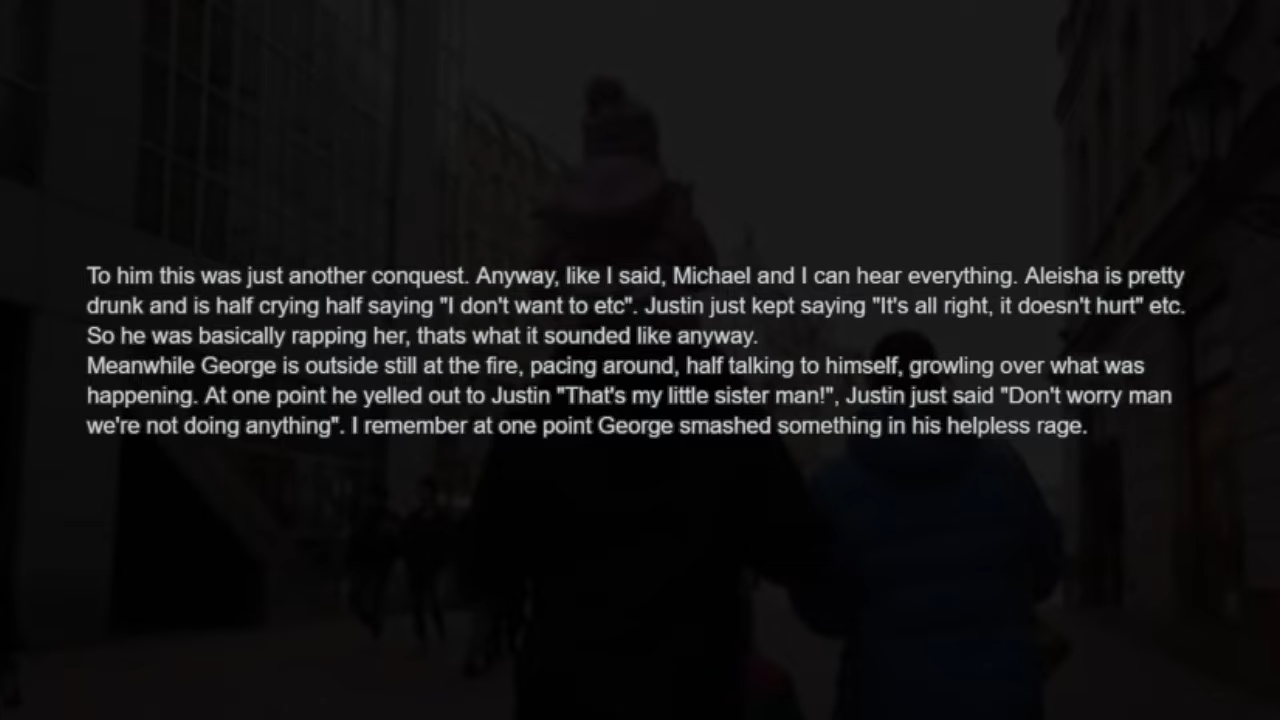 To him this was just another conquest. Anyway, like I said, Michael and I can hear everything. Aleisha is pretty
drunk and is half crying half saying "I don't want to etc". Justin just kept saying "It's all right, it doesn't hurt" etc.
So he was basically rapping her, thats what it sounded like anyway.
Meanwhile George is outside still at the fire, pacing around, half talking to himself, growling over what was
happening. At one point he yelled out to Justin "That's my little sister man!", Justin just said "Don't worry man
we're not doing anything". I remember at one point George smashed something in his helpless rage.